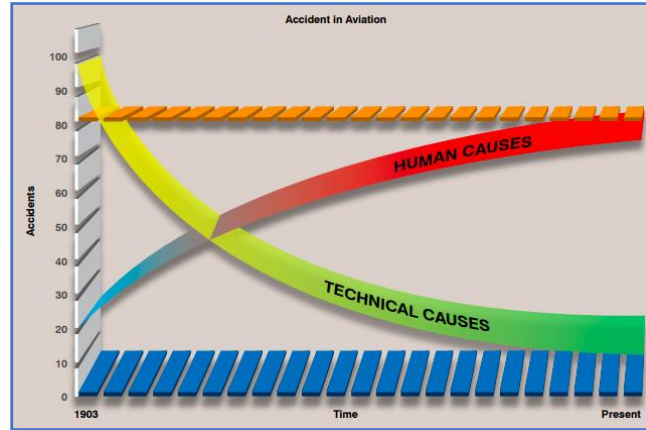 Accident in Aviation
100
90
80
70
60
50
40
30
20
10
0
Accidents
HUMAN CAUSES
TECHNICAL CAUSES
1903
Time
Present